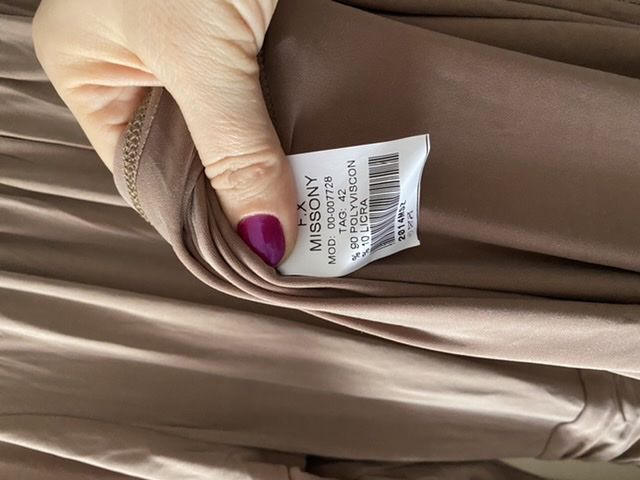 F.X
MISSONY
MOD: 00-007728
TAG: 42
% 90 POLYVISCON
% 10 LICRA